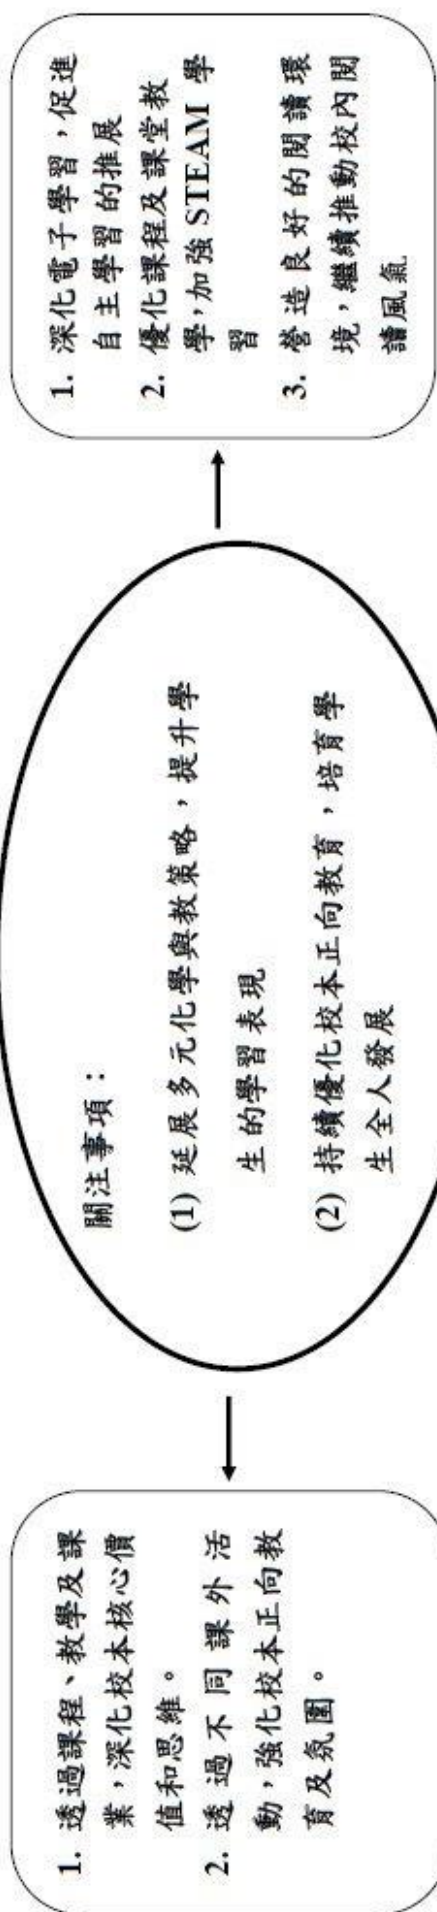 1. 透過課程、教學及課
業，深化校本核心價
值和思維。
2. 透過不同課外活
動，強化校本正向教
育及氛圍。
關注事項：
(1) 延展多元化學與教策略，提升學
生的學習表現
(2) 持續優化校本正向教育，培育學
生全人發展
1. 深化電子學習，促進
自主學習的推展
2. 優化課程及課堂教
學，加強 STEAM 學
習
3. 營造良好的閱讀環
境，繼續推動校內閱
讀風氣